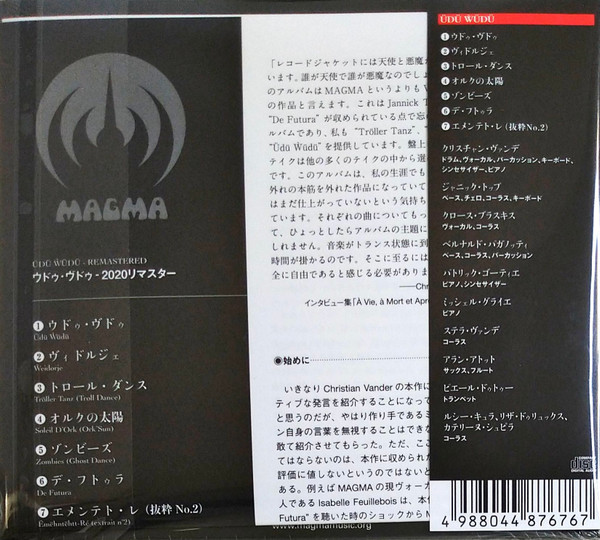 MAGMA
ÜDÜ WÜDÜ - REMASTERED
ウドゥ・ヴドゥ - 2020リマスター
❶ウドゥ・ヴドゥ
Üdü Wüdü
❷ヴィドルジェ
Weidorje
❸トロール・ダンス
Tröller Tanz (Troll Dance)
❹オルクの太陽
Soleil D'Ork (Ork'Sun)
❺ゾンビーズ
Zombies (Ghost Dance)
❻デ・フトゥラ
De Futura
❼エメンテト・レ(抜粋 No.2)
Ëmëhntëht-Rê (extrait n°2)
「レコードジャケットには天使と悪魔が
います。誰が天使で誰が悪魔なのでしょ
のアルバムは MAGMA というよりも V
の作品と言えます。これは Jannick T
"De Futura" が収められている点で忘
ルバムであり、私も "Tröller Tanz"、"
"Üdü Wüdü" を提供しています。盤上
テイクは他の多くのテイクの中から選
です。このアルバムは、私の生涯でも
外れの本筋を外れた作品になっていて
はまだ仕上がっていないという気持ち
ています。それぞれの曲についてもっ
て、ひょっとしたらアルバムの主題に
しれません。音楽がトランス状態に到
時間が掛かるのです。そこに至るには
全に自由であると感じる必要がありま
——Chr
インタビュー集『À Vie, à Mort et Apr
◉始めに
いきなり Christian Vander の本作に
ティブな発言を紹介することになって
と思うのだが、やはり作り手であるミ
ン自身の言葉を無視することはできな
敢て紹介させてもらった。ただ、ここ
てはならないのは、本作に収められた
評価に値しないというのではないとい
ある。例えば MAGMA の現ヴォーカ
人である Isabelle Feuillebois は、本作
Futura" を聴いた時のショックから M
www.magmamusic.org
ÜDÜ WÜDÜ
❶ウドゥ・ヴドゥ
❷ヴィドルジェ
❸トロール・ダンス
❹オルクの太陽
❺ゾンビーズ
❻デ・フトゥラ
❼エメンテト・レ(抜粋No.2)
クリスチャン・ヴァンデ
ドラム、ヴォーカル、パーカッション、キーボード、
シンセサイザー、ピアノ
ジャニック・トップ
ベース、チェロ、コーラス、キーボード
クロース・ブラスキス
ヴォーカル、コーラス
ベルナルド・パガノッティ
ベース、コーラス、パーカッション
パトリック・ゴーティエ
ピアノ、シンセサイザー
ミッシェル・グライエ
ピアノ
ステラ・ヴァンデ
コーラス
アラン・アトット
サックス、フルート
ピエール・ドゥトゥー
トランペット
ルシー・キュラ、リザ・ドゥリュックス、
カテリーヌ・シュピラ
コーラス
4 988044 876767